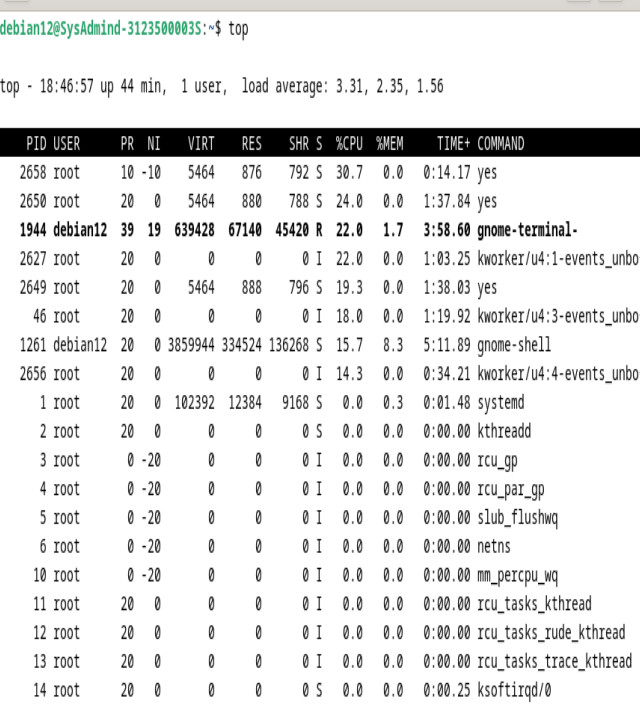 debian12@SysAdmind-3123500003S:~$ top
top - 18:46:57 up 44 min,  1 user,  load average: 3.31, 2.35, 1.56
PID USER PR NI VIRT RES SHR S %CPU %MEM TIME+ COMMAND
2658 root 10 -10 5464 876 792 S 30.7 0.0 0:14.17 yes
2650 root 20 0 5464 880 788 S 24.0 0.0 1:37.84 yes
1944 debian12 39 19 639428 67140 45420 R 22.0 1.7 3:58.60 gnome-terminal-
2627 root 20 0 0 0 0 I 22.0 0.0 1:03.25 kworker/u4:1-events_unbo
2649 root 20 0 5464 888 796 S 19.3 0.0 1:38.03 yes
46 root 20 0 0 0 0 I 18.0 0.0 1:19.92 kworker/u4:3-events_unbo
1261 debian12 20 0 3859944 334524 136268 S 15.7 8.3 5:11.89 gnome-shell
2656 root 20 0 0 0 0 I 14.3 0.0 0:34.21 kworker/u4:4-events_unbo
1 root 20 0 102392 12384 9168 S 0.0 0.3 0:01.48 systemd
2 root 20 0 0 0 0 S 0.0 0.0 0:00.00 kthreadd
3 root 0 -20 0 0 0 I 0.0 0.0 0:00.00 rcu_gp
4 root 0 -20 0 0 0 I 0.0 0.0 0:00.00 rcu_par_gp
5 root 0 -20 0 0 0 I 0.0 0.0 0:00.00 slub_flushwq
6 root 0 -20 0 0 0 I 0.0 0.0 0:00.00 netns
10 root 0 -20 0 0 0 I 0.0 0.0 0:00.00 mm_percpu_wq
11 root 20 0 0 0 0 I 0.0 0.0 0:00.00 rcu_tasks_kthread
12 root 20 0 0 0 0 I 0.0 0.0 0:00.00 rcu_tasks_rude_kthread
13 root 20 0 0 0 0 I 0.0 0.0 0:00.00 rcu_tasks_trace_kthread
14 root 20 0 0 0 0 S 0.0 0.0 0:00.25 ksoftirqd/0